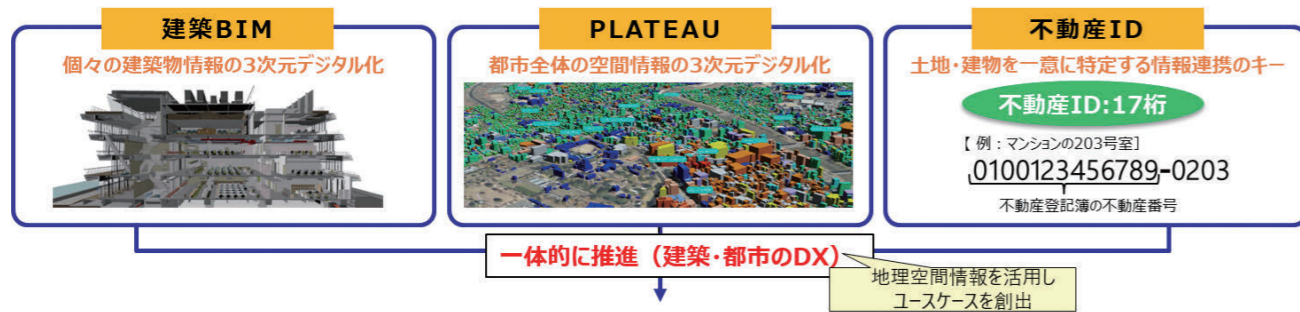 建築BIM
個々の建築物情報の3次元デジタル化
PLATEAU
都市全体の空間情報の3次元デジタル化
不動産ID
土地・建物を一意に特定する情報連携のキー
不動産ID:17桁
【 例：マンションの203号室】
0100123456789-0203
不動産登記簿の不動産番号
一体的に推進（建築・都市のDX）
地理空間情報を活用し
ユースケースを創出